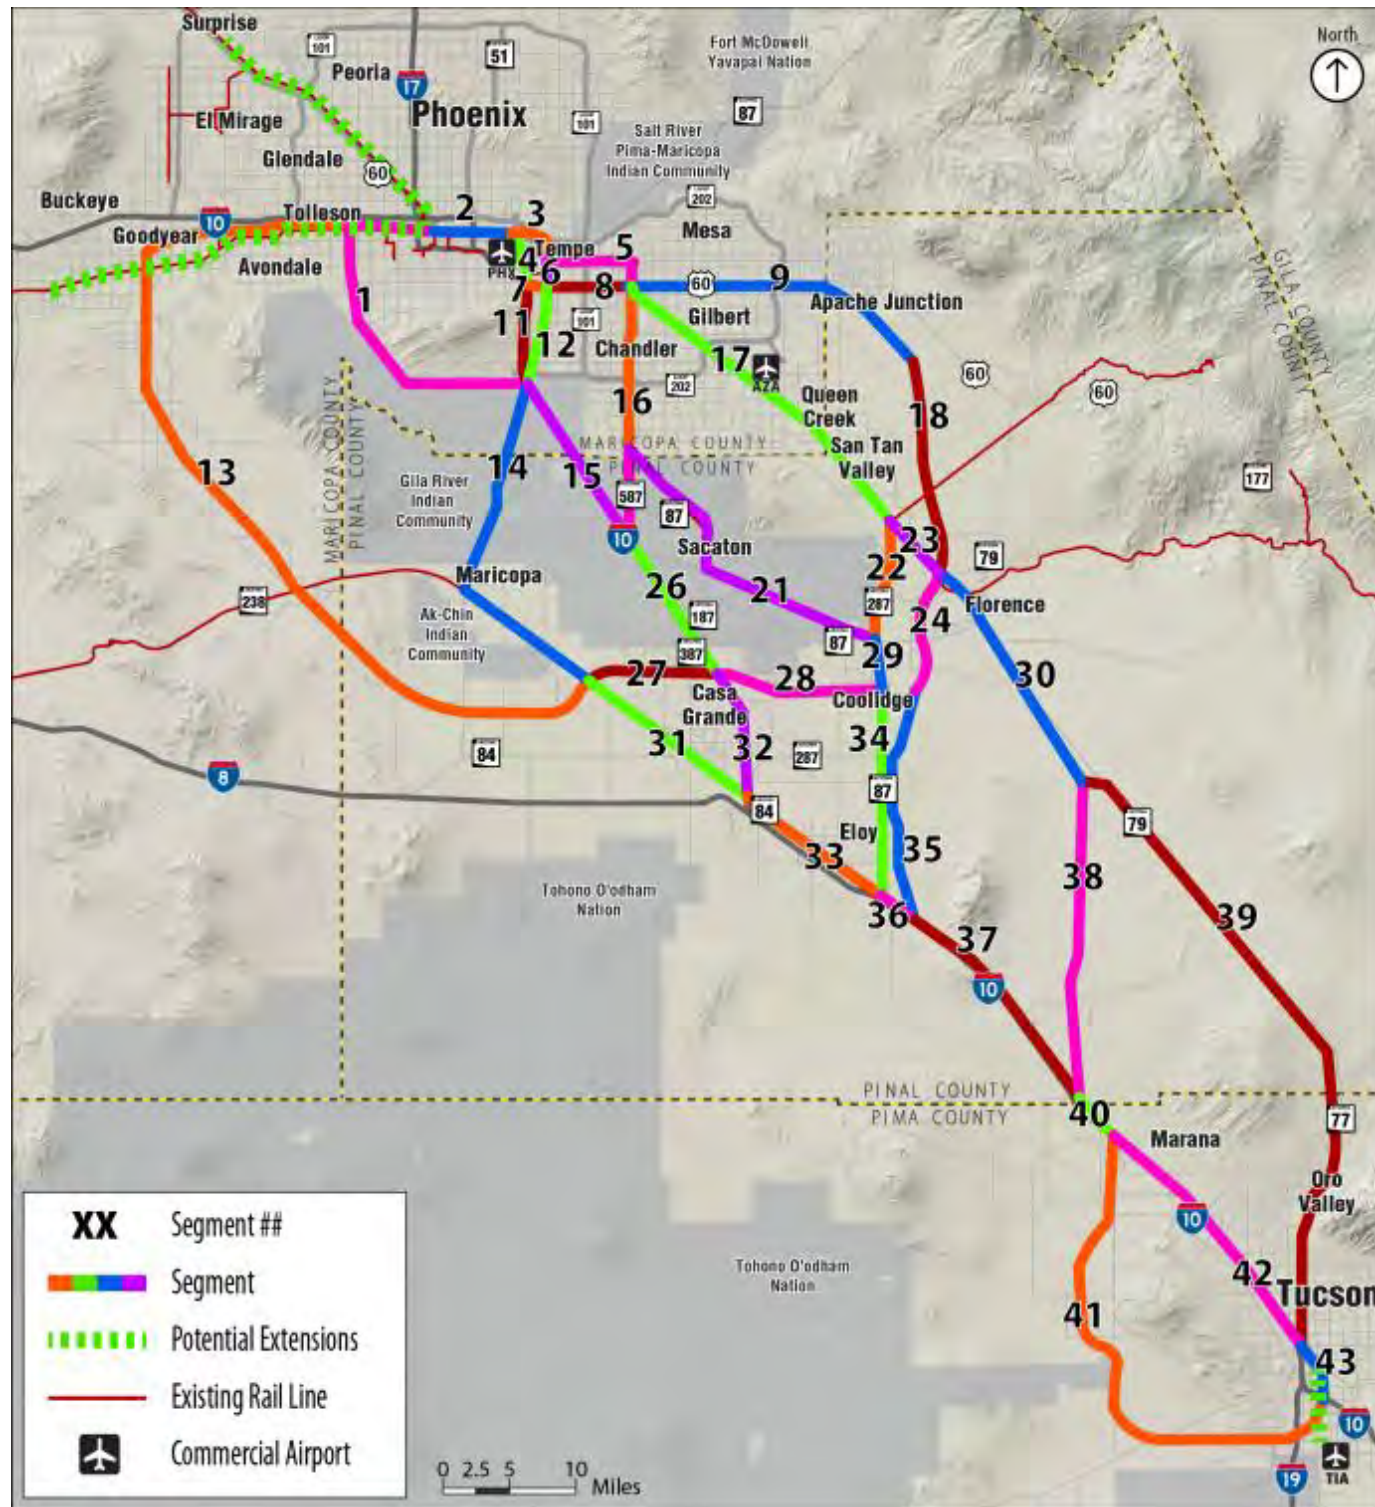 Surprise
LOOP
101
Peoria
17
51
Fort McDowell
Yavapai Nation
North
El Mirage
Phoenix
87
LOOP
101
Salt River
Pima-Maricopa
Indian Community
Glendale
60
Buckeye
10
Tolleson
2
3
LOOP
202
Goodyear
Mesa
Avondale
PHX
4
Tempe
5
6
7
8
60
9
Apache Junction
GILA COUNTY
PINAL COUNTY
1
11
12
LOOP
101
Gilbert
Chandler
17
AZA
LOOP
202
16
60
60
Queen
Creek
18
MARICOPA COUNTY
PINAL COUNTY
San Tan
Valley
13
MARICOPA COUNTY
PINAL COUNTY
14
15
Gila River
Indian
Community
587
87
177
10
Sacaton
23
22
79
Maricopa
26
21
287
24
Florence
238
Ak-Chin
Indian
Community
187
387
87
29
27
28
30
Casa
Grande
Coolidge
31
32
34
84
287
8
87
84
79
Eloy
33
35
38
Tohono O'odham
Nation
36
37
39
10
PINAL COUNTY
PIMA COUNTY
40
Marana
77
Oro
Valley
10
Tohono O'odham
Nation
42
Tucson
41
43
10
TIA
19
XX Segment ##
Segment
Potential Extensions
Existing Rail Line
Commercial Airport
0 2.5 5 10
Miles